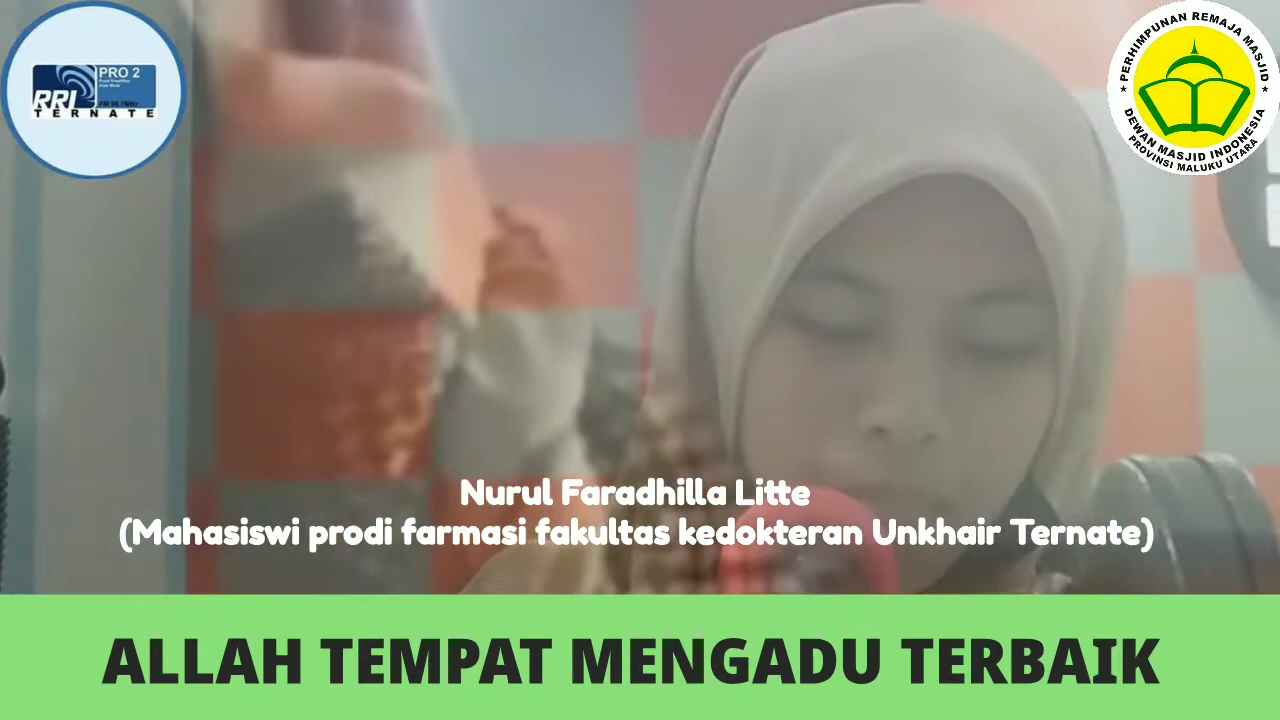 PRO 2
RRI
TERNATE
PERHIMPUNAN REMAJA MASJID
DEWAN MASJID INDONESIA
PROVINSI MALUKU UTARA
Nurul Faradhilla Litte
(Mahasiswi prodi farmasi fakultas kedokteran Unkhair Ternate)
ALLAH TEMPAT MENGADU TERBAIK